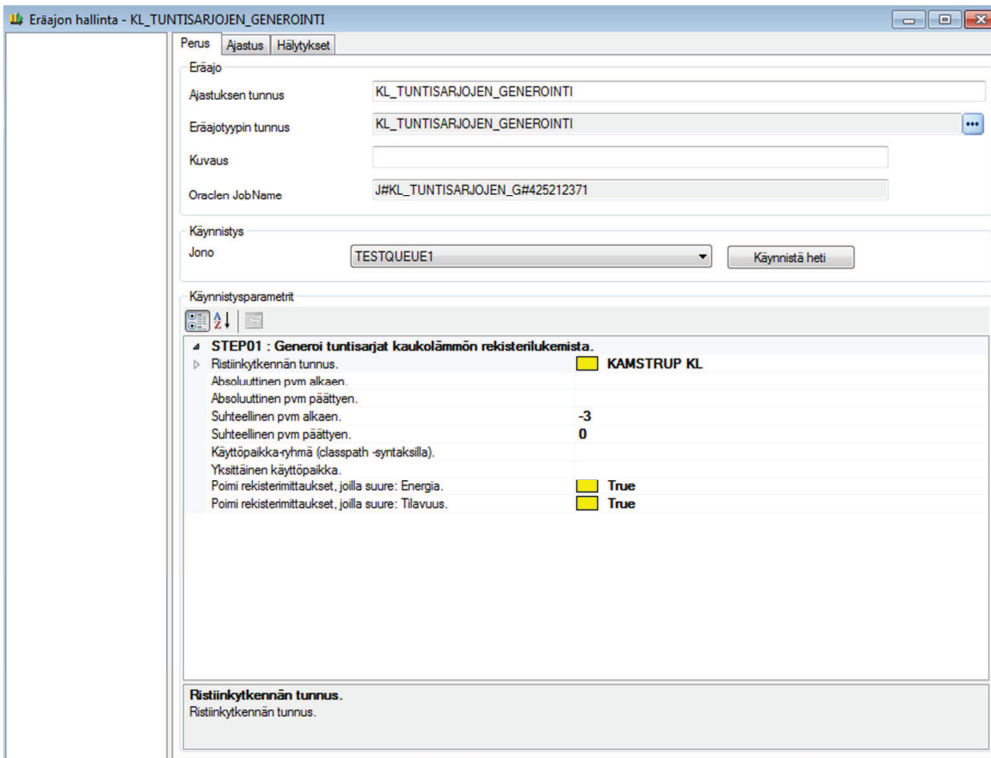 Eräajon hallinta - KL_TUNTISARJOJEN_GENEROINTI
Perus Ajastus Hälytykset
Eräajo
Ajastuksen tunnus KL_TUNTISARJOJEN_GENEROINTI
Eräajotyypin tunnus KL_TUNTISARJOJEN_GENEROINTI
Kuvaus
Oraclen JobName J#KL_TUNTISARJOJEN_G#425212371
Käynnistys
Jono TESTQUEUE1 Käynnistä heti
Käynnistysparametrit
STEP01 : Generoi tuntisarjat kaukolämmön rekisterilukemista.
Ristiinkytkennän tunnus. KAMSTRUP KL
Absoluuttinen pvm alkaen.
Absoluuttinen pvm päättyen.
Suhteellinen pvm alkaen. -3
Suhteellinen pvm päättyen. 0
Käyttöpaikka-ryhmä (classpath -syntaksilla).
Yksittäinen käyttöpaikka.
Poimi rekisterimittaukset, joilla suure: Energia. True
Poimi rekisterimittaukset, joilla suure: Tilavuus. True
Ristiinkytkennän tunnus.
Ristiinkytkennän tunnus.